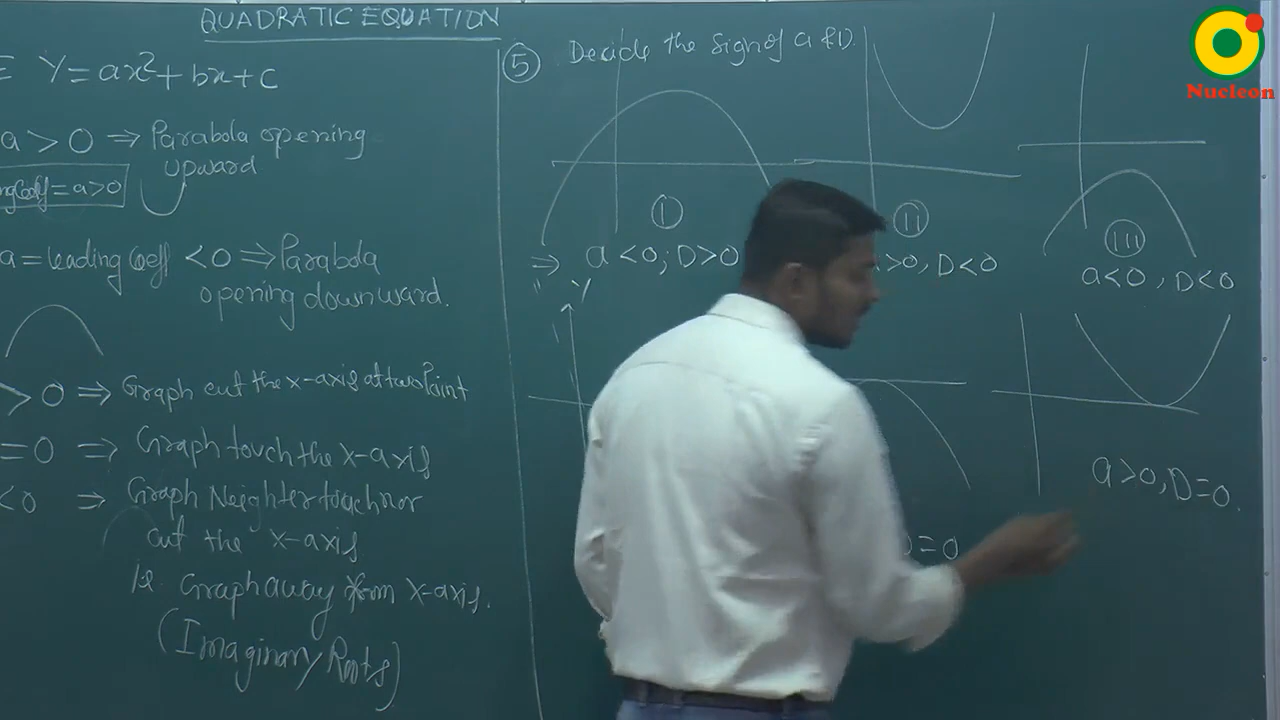 QUADRATIC EQUATION
Y = ax² + bx + c
a > 0 ⇒ Parabola opening
upward
= a>0
a = leading Coeff < 0 ⇒ Parabola
opening downward.
> 0 ⇒ Graph cut the x-axis at two Point
= 0 ⇒ Graph touch the x-axis
< 0 ⇒ Graph Neighter touch nor
cut the x-axis
ie. Graph away from x-axis.
(Imaginary Roots)
⑤ Decide the sign of a & D.
I
⇒ a < 0; D > 0
II
>0, D<0
III
a<0, D<0
Y
= 0
a>0, D=0.
Nucleon